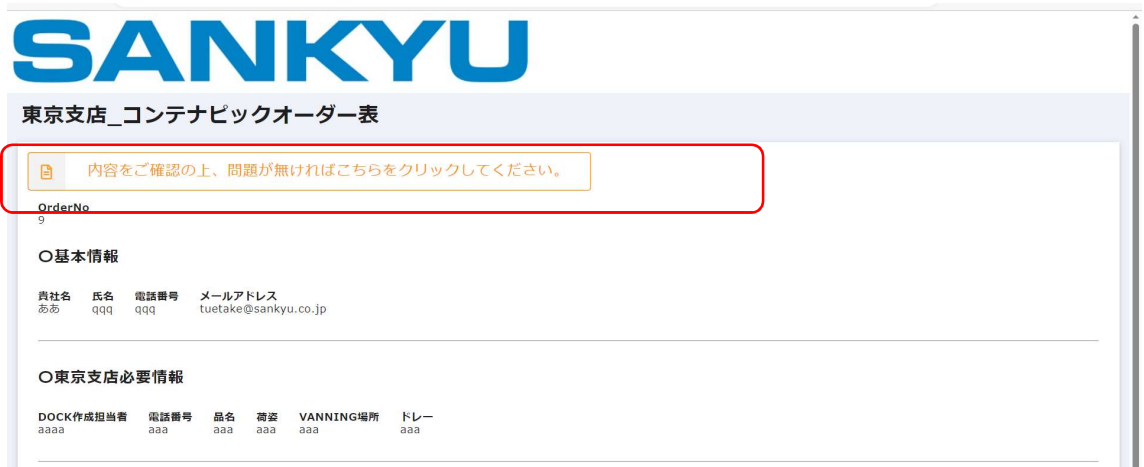 SANKYU
東京支店_コンテナピックオーダー表
内容をご確認の上、問題が無ければこちらをクリックしてください。
OrderNo
9
〇基本情報
貴社名 氏名 電話番号 メールアドレス
ああ qqq qqq tuetake@sankyu.co.jp
〇東京支店必要情報
DOCK作成担当者 電話番号 品名 荷姿 VANNING場所 ドレー
aaaa aaa aaa aaa aaa aaa